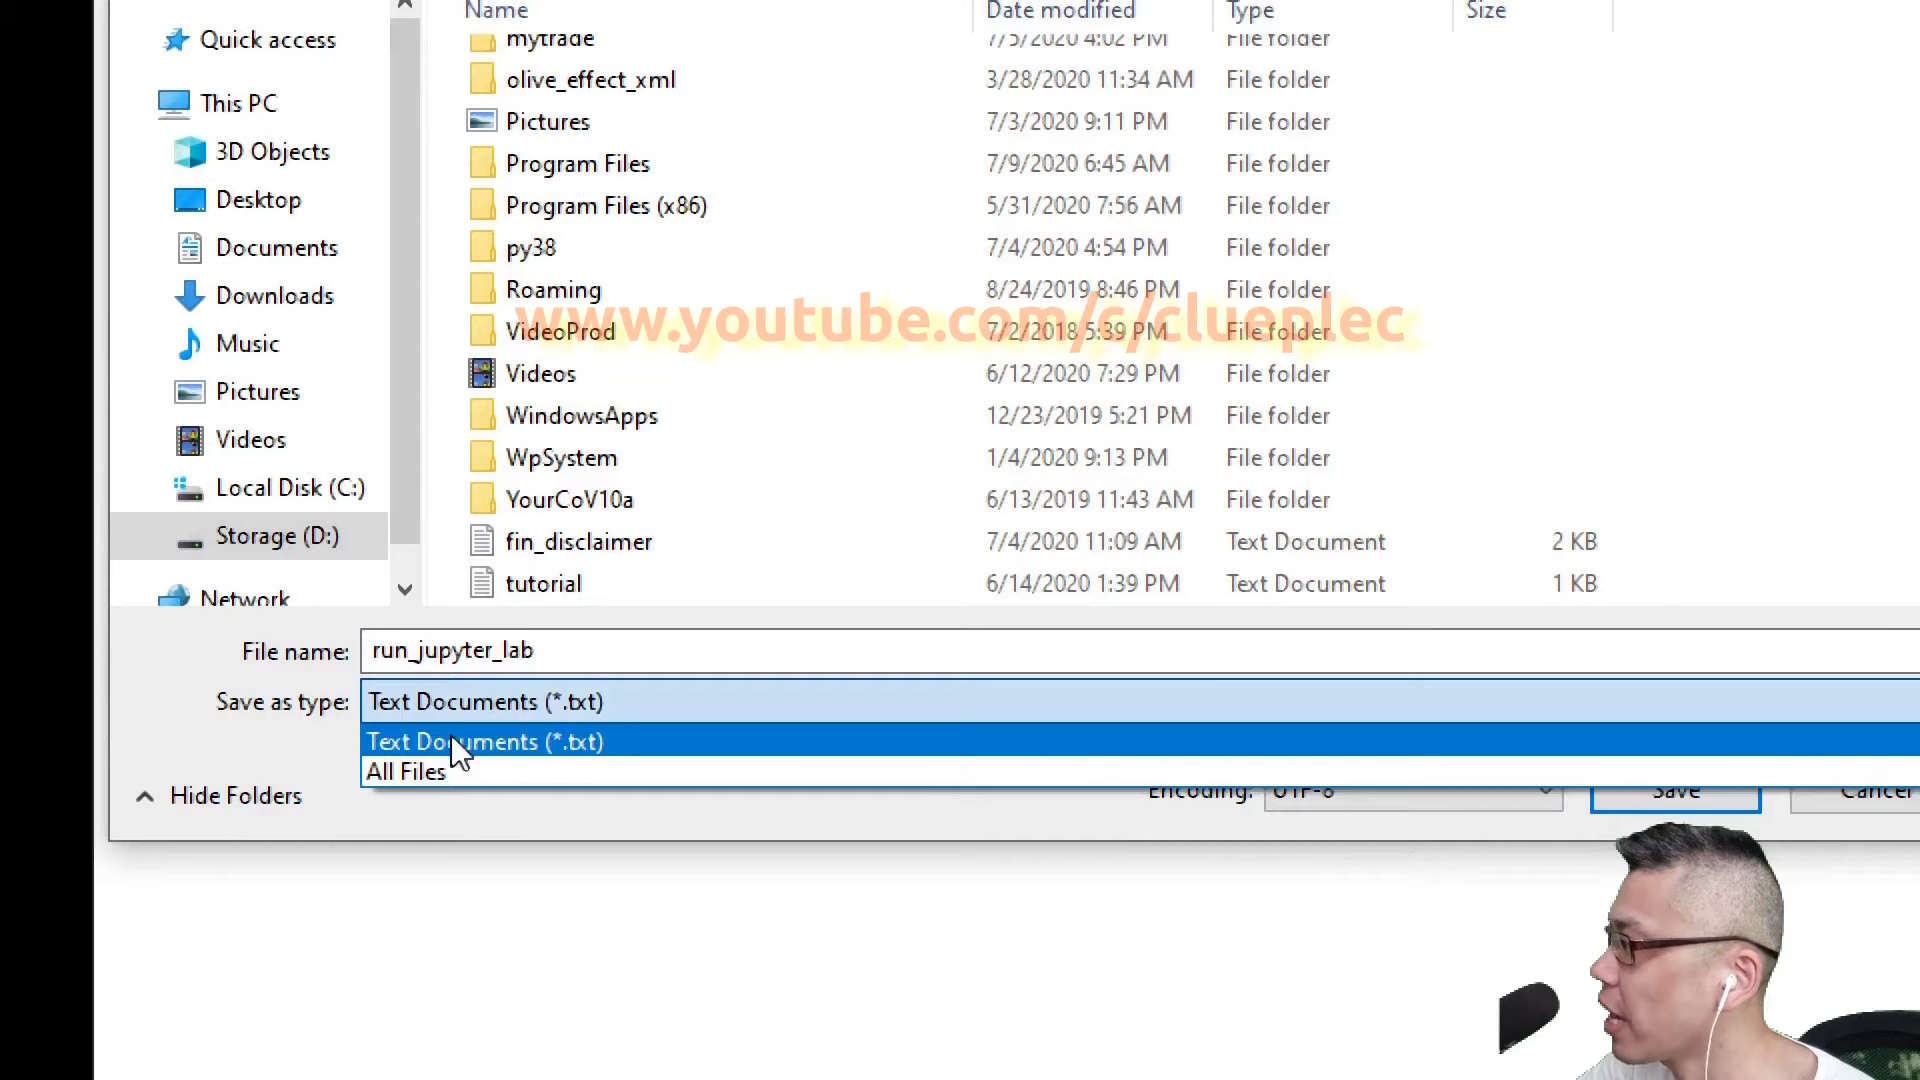 Name Date modified Type Size
Quick access
This PC
3D Objects
Desktop
Documents
Downloads
Music
Pictures
Videos
Local Disk (C:)
Storage (D:)
Network
mytrade 7/5/2020 4:02 PM File folder
olive_effect_xml 3/28/2020 11:34 AM File folder
Pictures 7/3/2020 9:11 PM File folder
Program Files 7/9/2020 6:45 AM File folder
Program Files (x86) 5/31/2020 7:56 AM File folder
py38 7/4/2020 4:54 PM File folder
Roaming 8/24/2019 8:46 PM File folder
www.youtube.com/c/clueplec
VideoProd 7/2/2018 5:39 PM File folder
Videos 6/12/2020 7:29 PM File folder
WindowsApps 12/23/2019 5:21 PM File folder
WpSystem 1/4/2020 9:13 PM File folder
YourCoV10a 6/13/2019 11:43 AM File folder
fin_disclaimer 7/4/2020 11:09 AM Text Document 2 KB
tutorial 6/14/2020 1:39 PM Text Document 1 KB
File name: run_jupyter_lab
Save as type: Text Documents (*.txt)
Text Documents (*.txt)
All Files
Hide Folders Encoding: UTF-8 Save Cancel